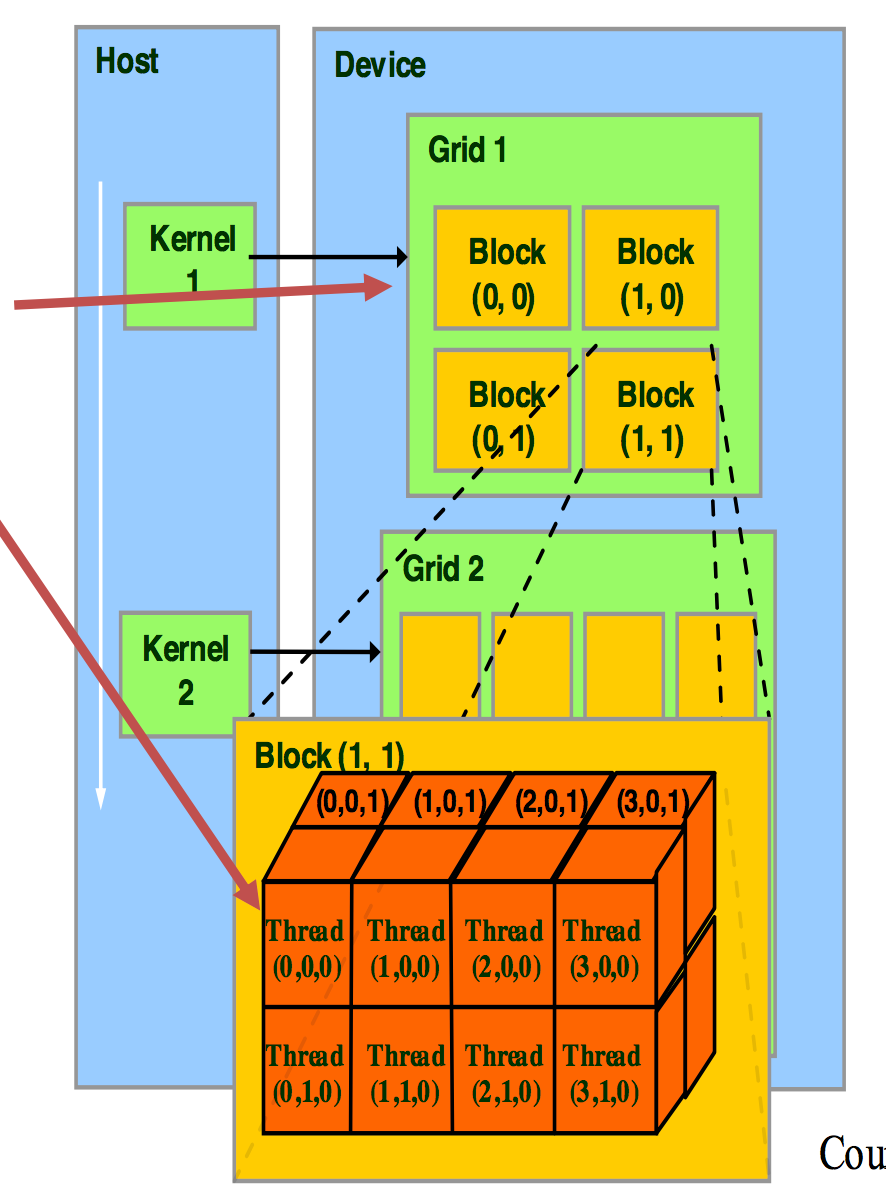 Host
Device
Grid 1
Kernel
1
Block
(0, 0)
Block
(1, 0)
Block
(0, 1)
Block
(1, 1)
Grid 2
Kernel
2
Block (1, 1)
(0,0,1)
(1,0,1)
(2,0,1)
(3,0,1)
Thread
(0,0,0)
Thread
(1,0,0)
Thread
(2,0,0)
Thread
(3,0,0)
Thread
(0,1,0)
Thread
(1,1,0)
Thread
(2,1,0)
Thread
(3,1,0)